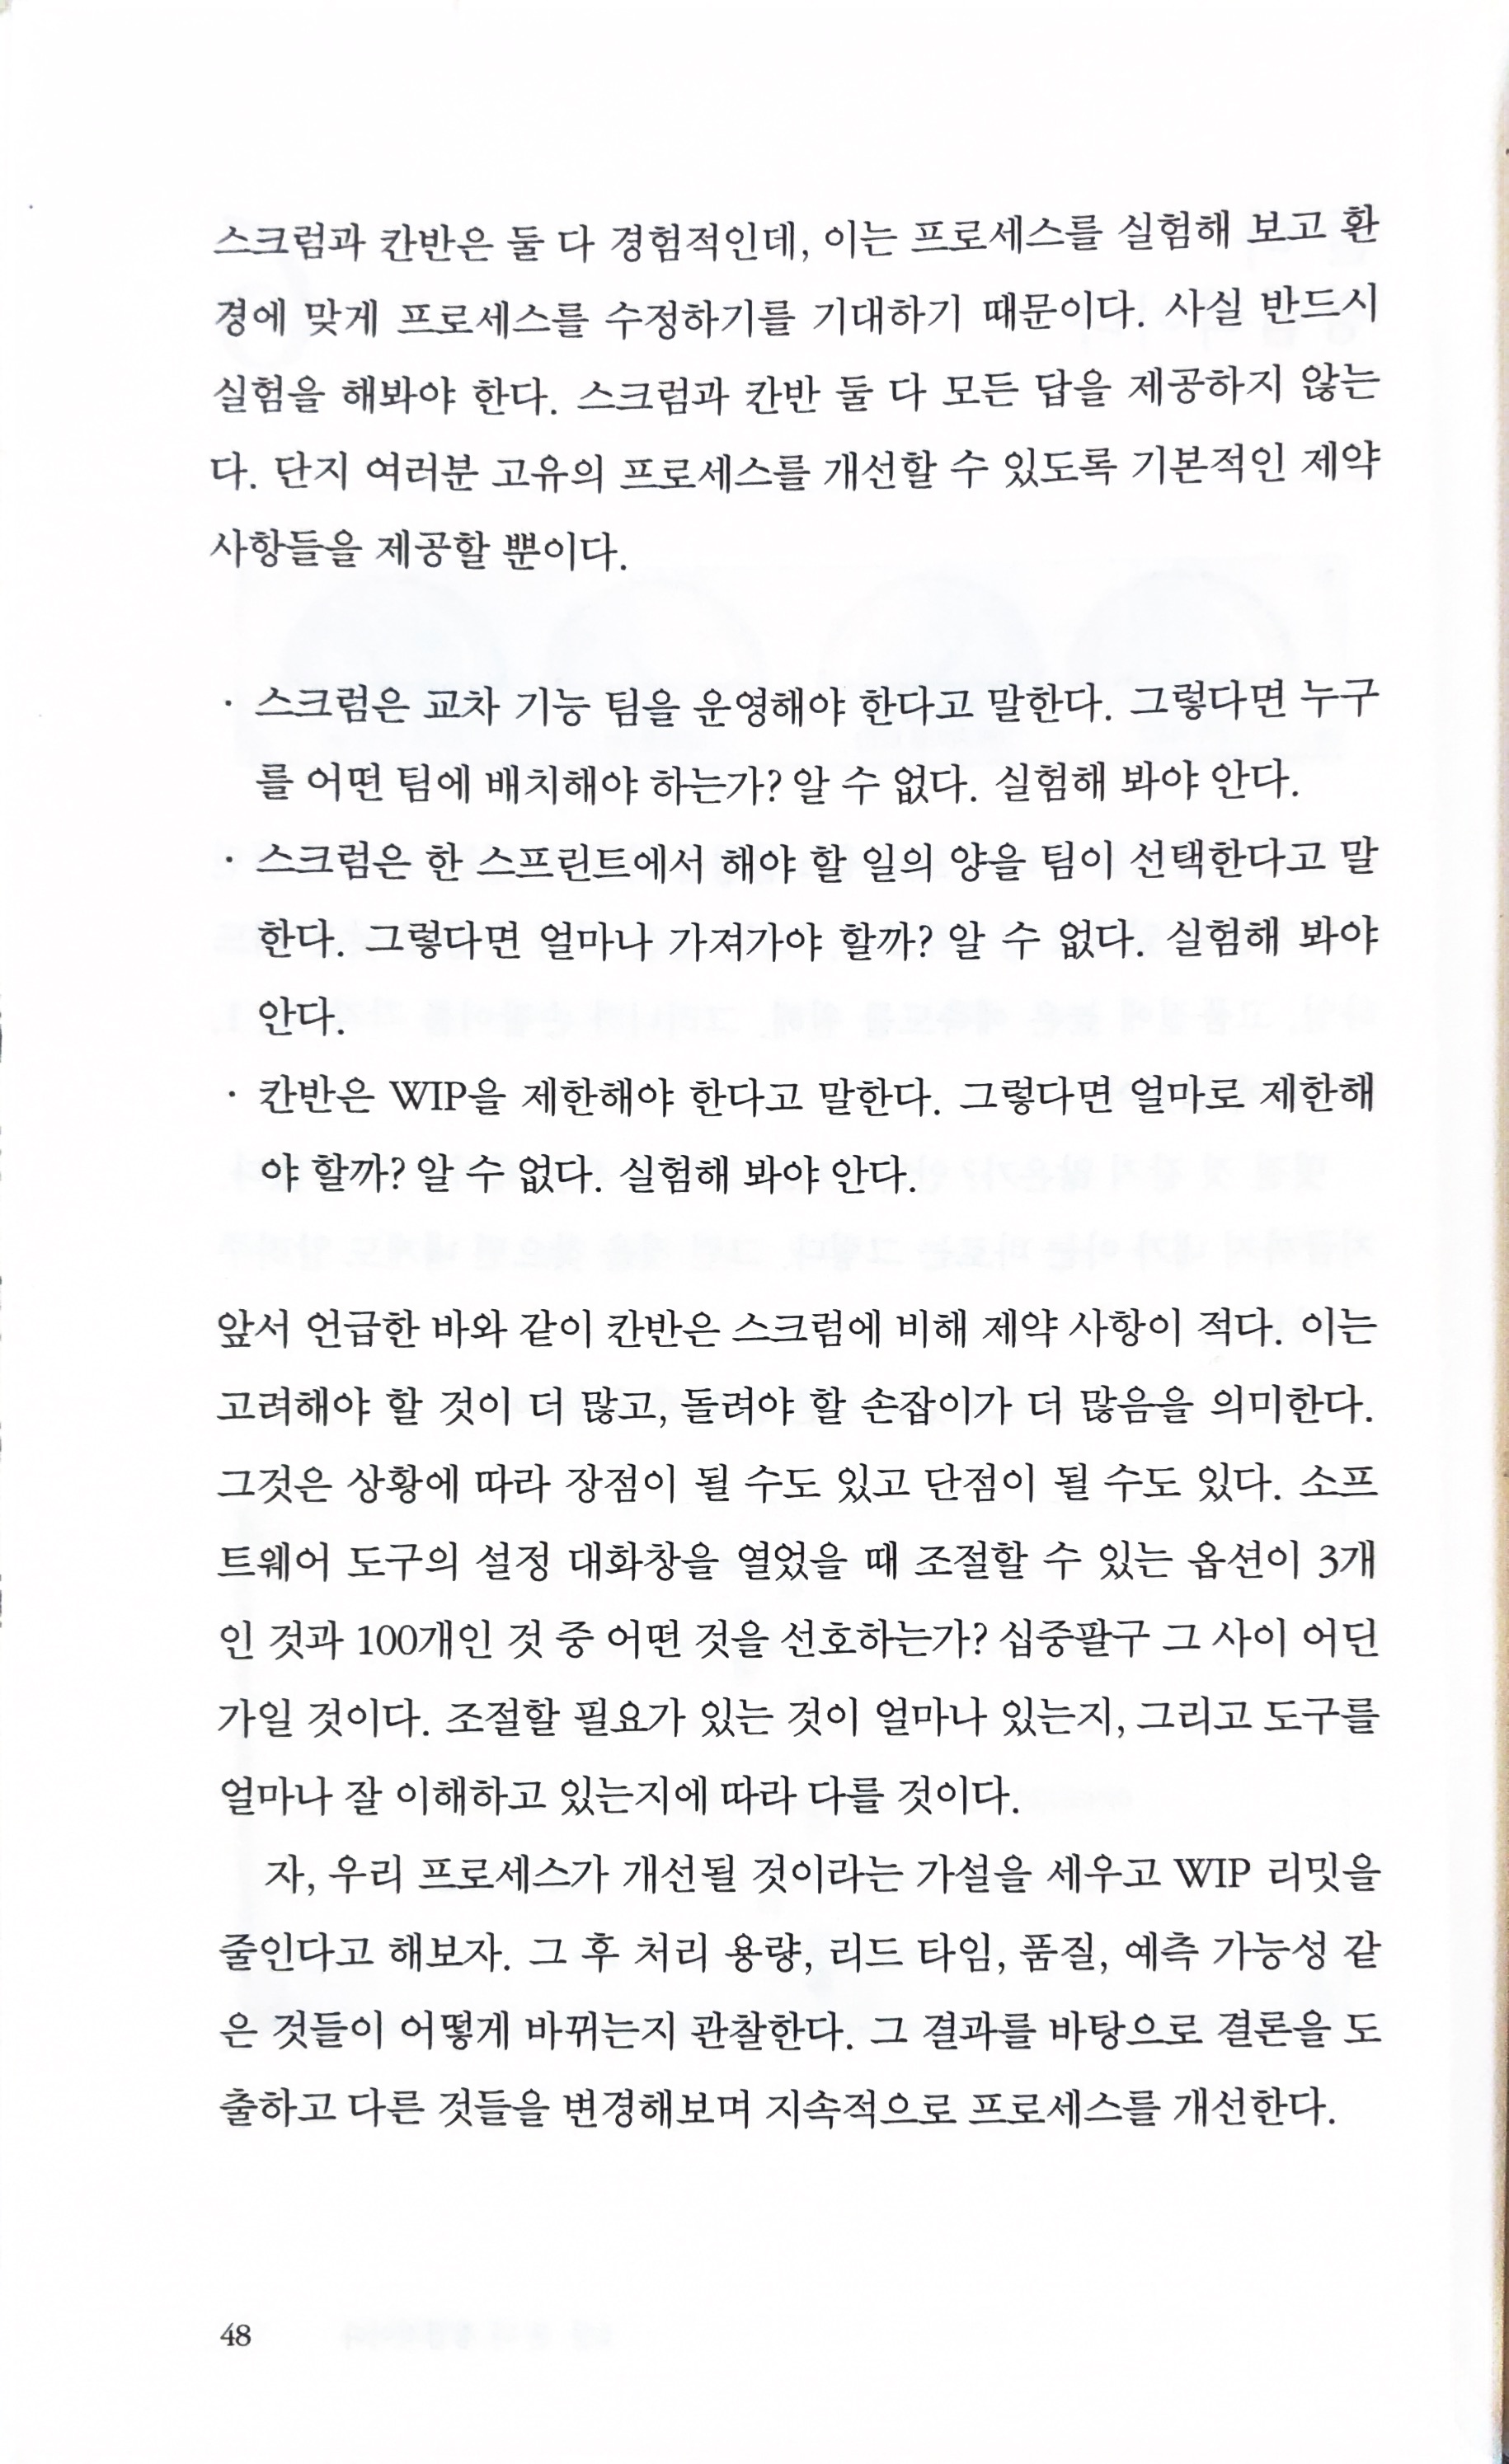 스크럼과 칸반은 둘 다 경험적인데, 이는 프로세스를 실험해 보고 환
경에 맞게 프로세스를 수정하기를 기대하기 때문이다. 사실 반드시
실험을 해봐야 한다. 스크럼과 칸반 둘 다 모든 답을 제공하지 않는
다. 단지 여러분 고유의 프로세스를 개선할 수 있도록 기본적인 제약
사항들을 제공할 뿐이다.
· 스크럼은 교차 기능 팀을 운영해야 한다고 말한다. 그렇다면 누구
를 어떤 팀에 배치해야 하는가? 알 수 없다. 실험해 봐야 안다.
· 스크럼은 한 스프린트에서 해야 할 일의 양을 팀이 선택한다고 말
한다. 그렇다면 얼마나 가져가야 할까? 알 수 없다. 실험해 봐야
안다.
· 칸반은 WIP을 제한해야 한다고 말한다. 그렇다면 얼마로 제한해
야 할까? 알 수 없다. 실험해 봐야 안다.
앞서 언급한 바와 같이 칸반은 스크럼에 비해 제약 사항이 적다. 이는
고려해야 할 것이 더 많고, 돌려야 할 손잡이가 더 많음을 의미한다.
그것은 상황에 따라 장점이 될 수도 있고 단점이 될 수도 있다. 소프
트웨어 도구의 설정 대화창을 열었을 때 조절할 수 있는 옵션이 3개
인 것과 100개인 것 중 어떤 것을 선호하는가? 십중팔구 그 사이 어딘
가일 것이다. 조절할 필요가 있는 것이 얼마나 있는지, 그리고 도구를
얼마나 잘 이해하고 있는지에 따라 다를 것이다.
자, 우리 프로세스가 개선될 것이라는 가설을 세우고 WIP 리밋을
줄인다고 해보자. 그 후 처리 용량, 리드 타임, 품질, 예측 가능성 같
은 것들이 어떻게 바뀌는지 관찰한다. 그 결과를 바탕으로 결론을 도
출하고 다른 것들을 변경해보며 지속적으로 프로세스를 개선한다.
48